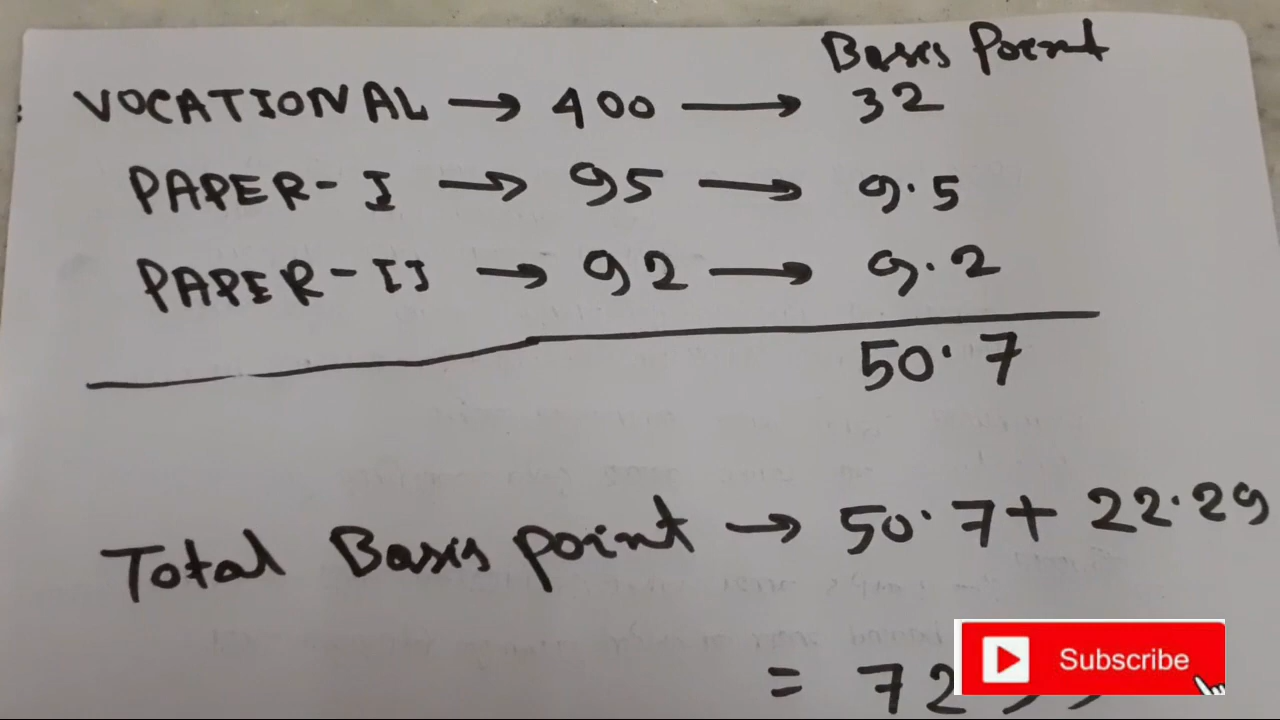 Basis Point
VOCATIONAL → 400 → 32
PAPER-I → 95 → 9.5
PAPER-II → 92 → 9.2
50.7
Total Basis point → 50.7+ 22.29
= 72
Subscribe